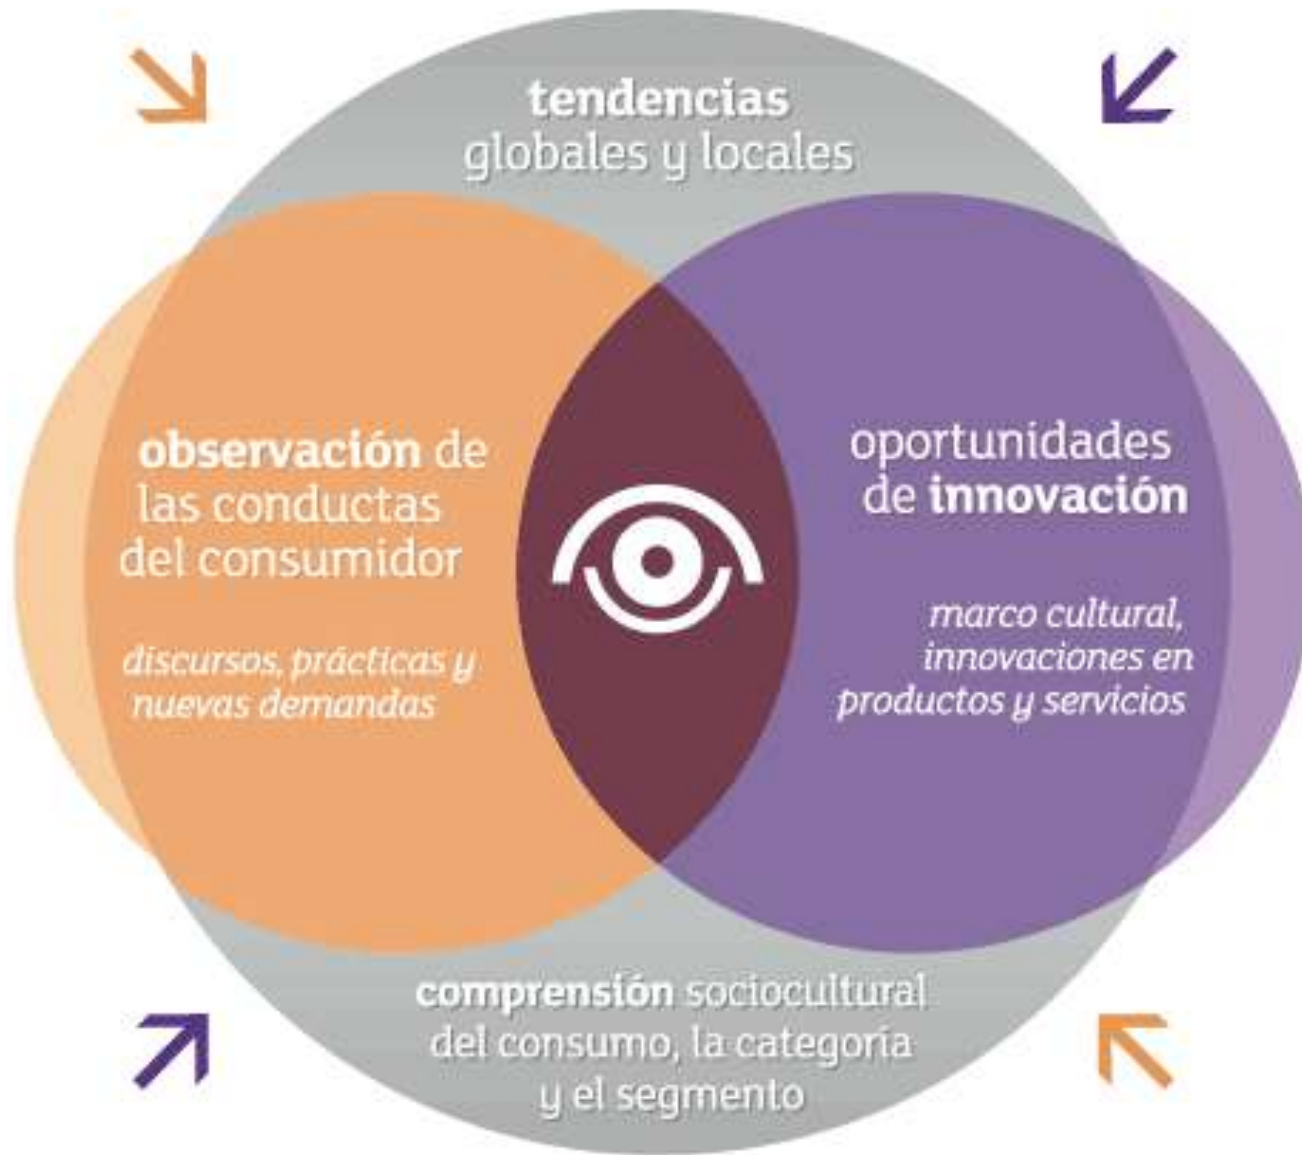 tendencias
globales y locales
observación de
las conductas
del consumidor
discursos, prácticas y
nuevas demandas
oportunidades
de innovación
marco cultural,
innovaciones en
productos y servicios
comprensión sociocultural
del consumo, la categoría
y el segmento